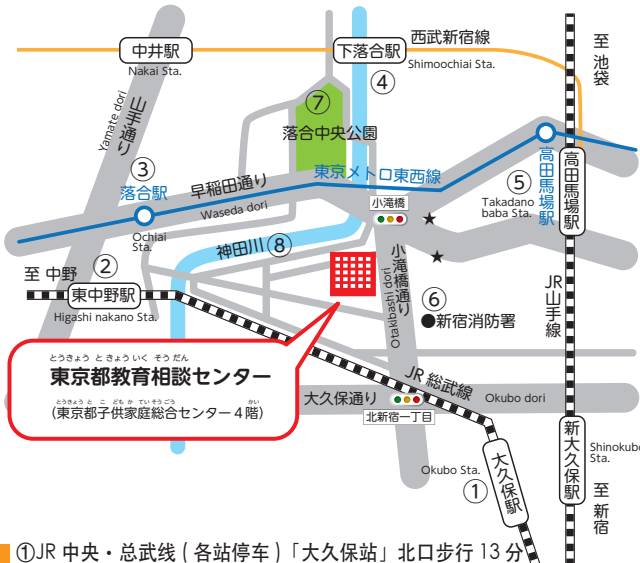 中井駅
Nakai Sta.
下落合駅
Shimoochiai Sta.
西武新宿線
至 池袋
④
⑦
落合中央公園
山手通り
Yamate dori
③
落合駅
Ochiai
Sta.
早稲田通り
Waseda dori
東京メトロ東西線
小滝橋
★
★
⑤
高田馬場駅
Takadano
baba Sta.
高田馬場駅
神田川⑧
至 中野
②
東中野駅
Higashi nakano Sta.
小滝橋通り
Otakibashi dori
⑥
●新宿消防署
JR山手線
とうきょう と きょう いく そう だん
東京都教育相談センター
とうきょう と こ ども か てい そう ごう かい
(東京都子供家庭総合センター４階)
JR 総武線
大久保通り
Okubo dori
北新宿一丁目
Okubo Sta.
①
大久保駅
新大久保駅
Shinokubo
Sta.
至 新宿
①JR 中央・总武线 ( 各站停车 )「大久保站」北口步行 13 分